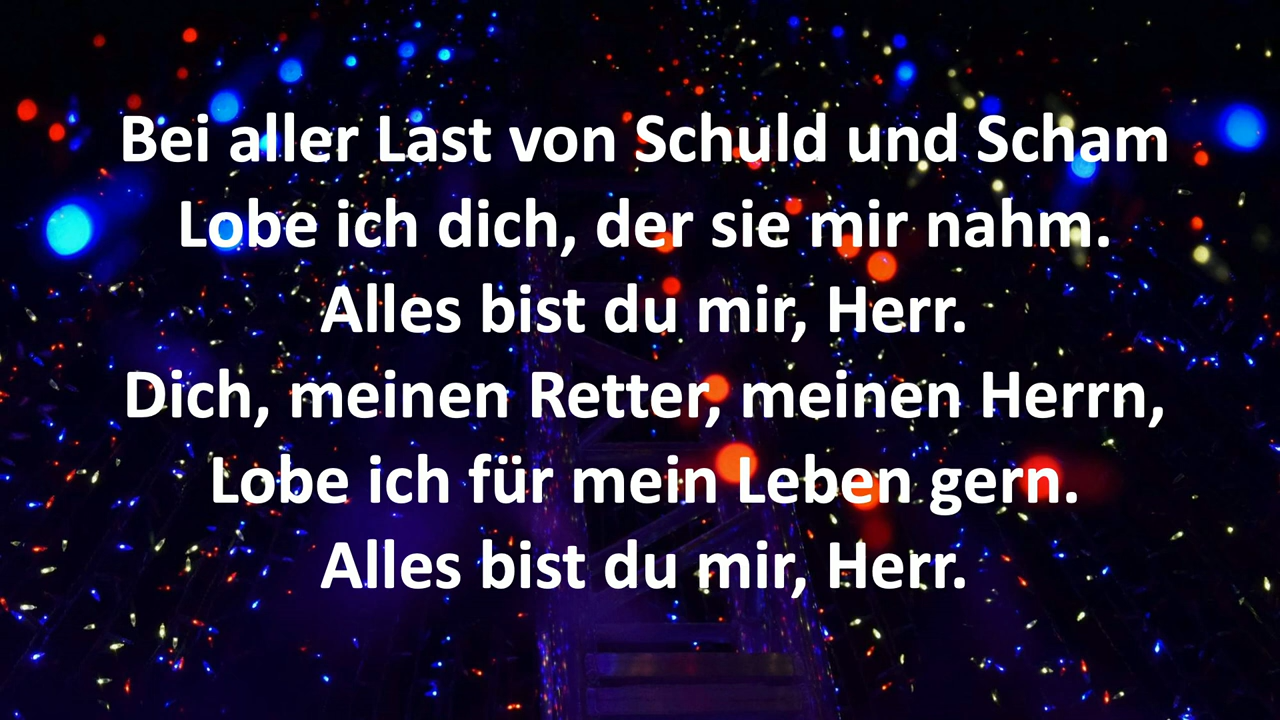 Bei aller Last von Schuld und Scham
Lobe ich dich, der sie mir nahm.
Alles bist du mir, Herr.
Dich, meinen Retter, meinen Herrn,
Lobe ich für mein Leben gern.
Alles bist du mir, Herr.